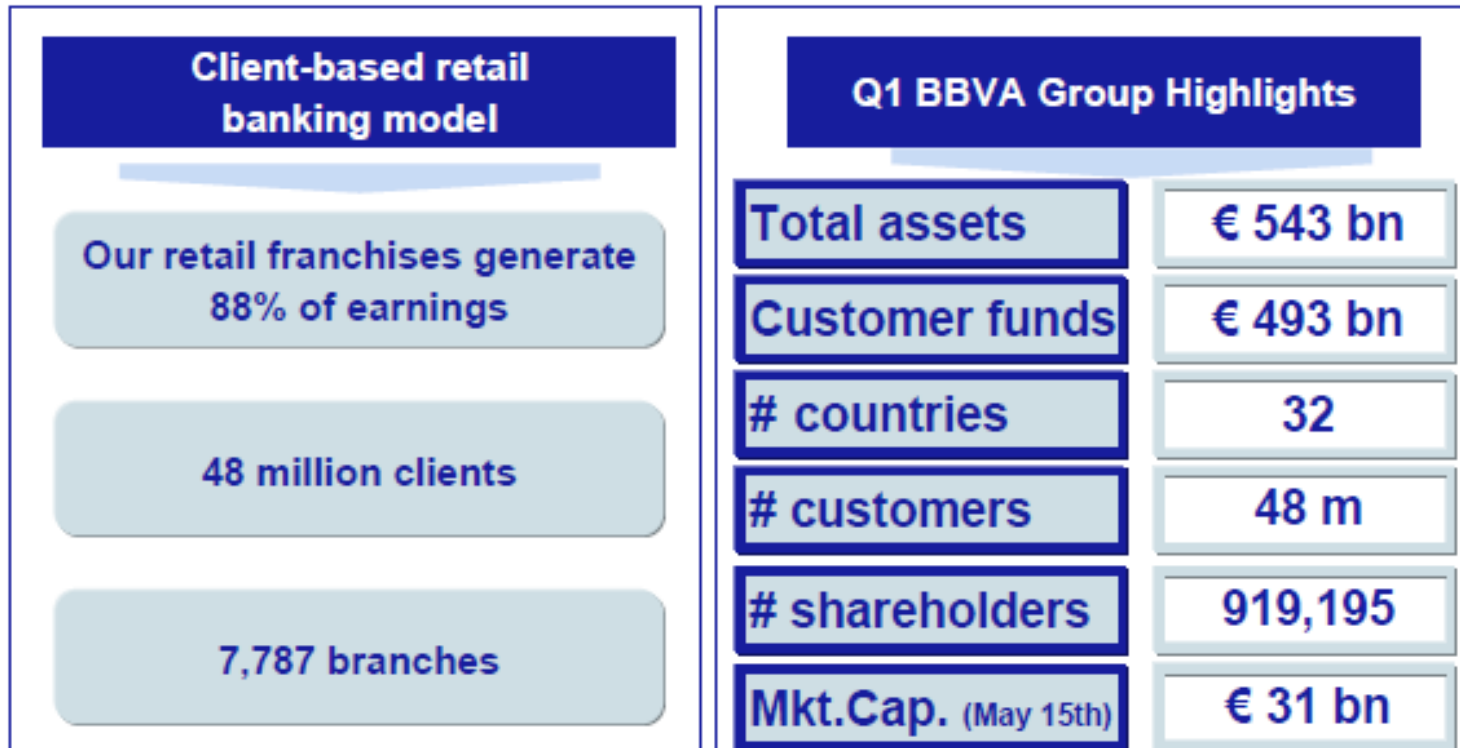 Client-based retail
banking model
Our retail franchises generate
88% of earnings
48 million clients
7,787 branches
Q1 BBVA Group Highlights
Total assets € 543 bn
Customer funds € 493 bn
# countries 32
# customers 48 m
# shareholders 919,195
Mkt.Cap. (May 15th) € 31 bn